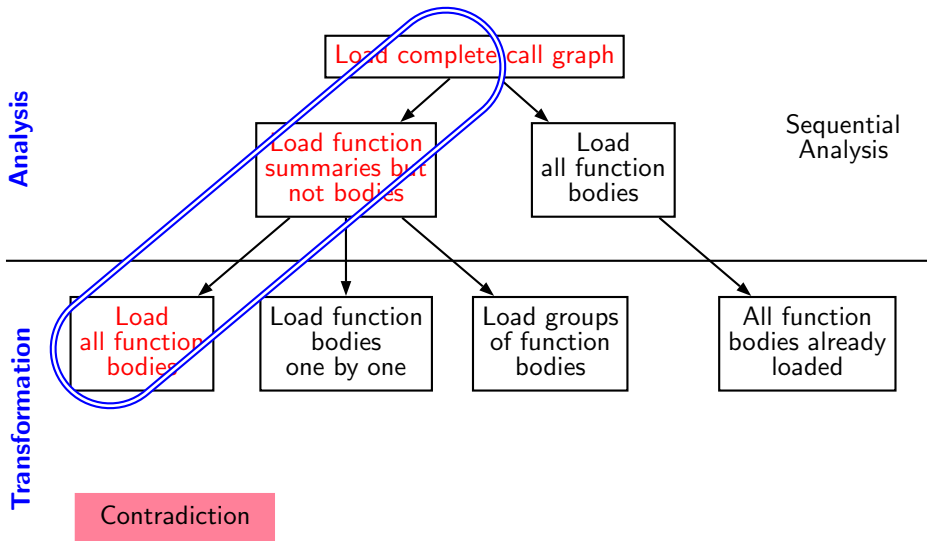 Load complete call graph
Analysis
Load function
summaries but
not bodies
Load
all function
bodies
Sequential
Analysis
Transformation
Load
all function
bodies
Load function
bodies
one by one
Load groups
of function
bodies
All function
bodies already
loaded
Contradiction